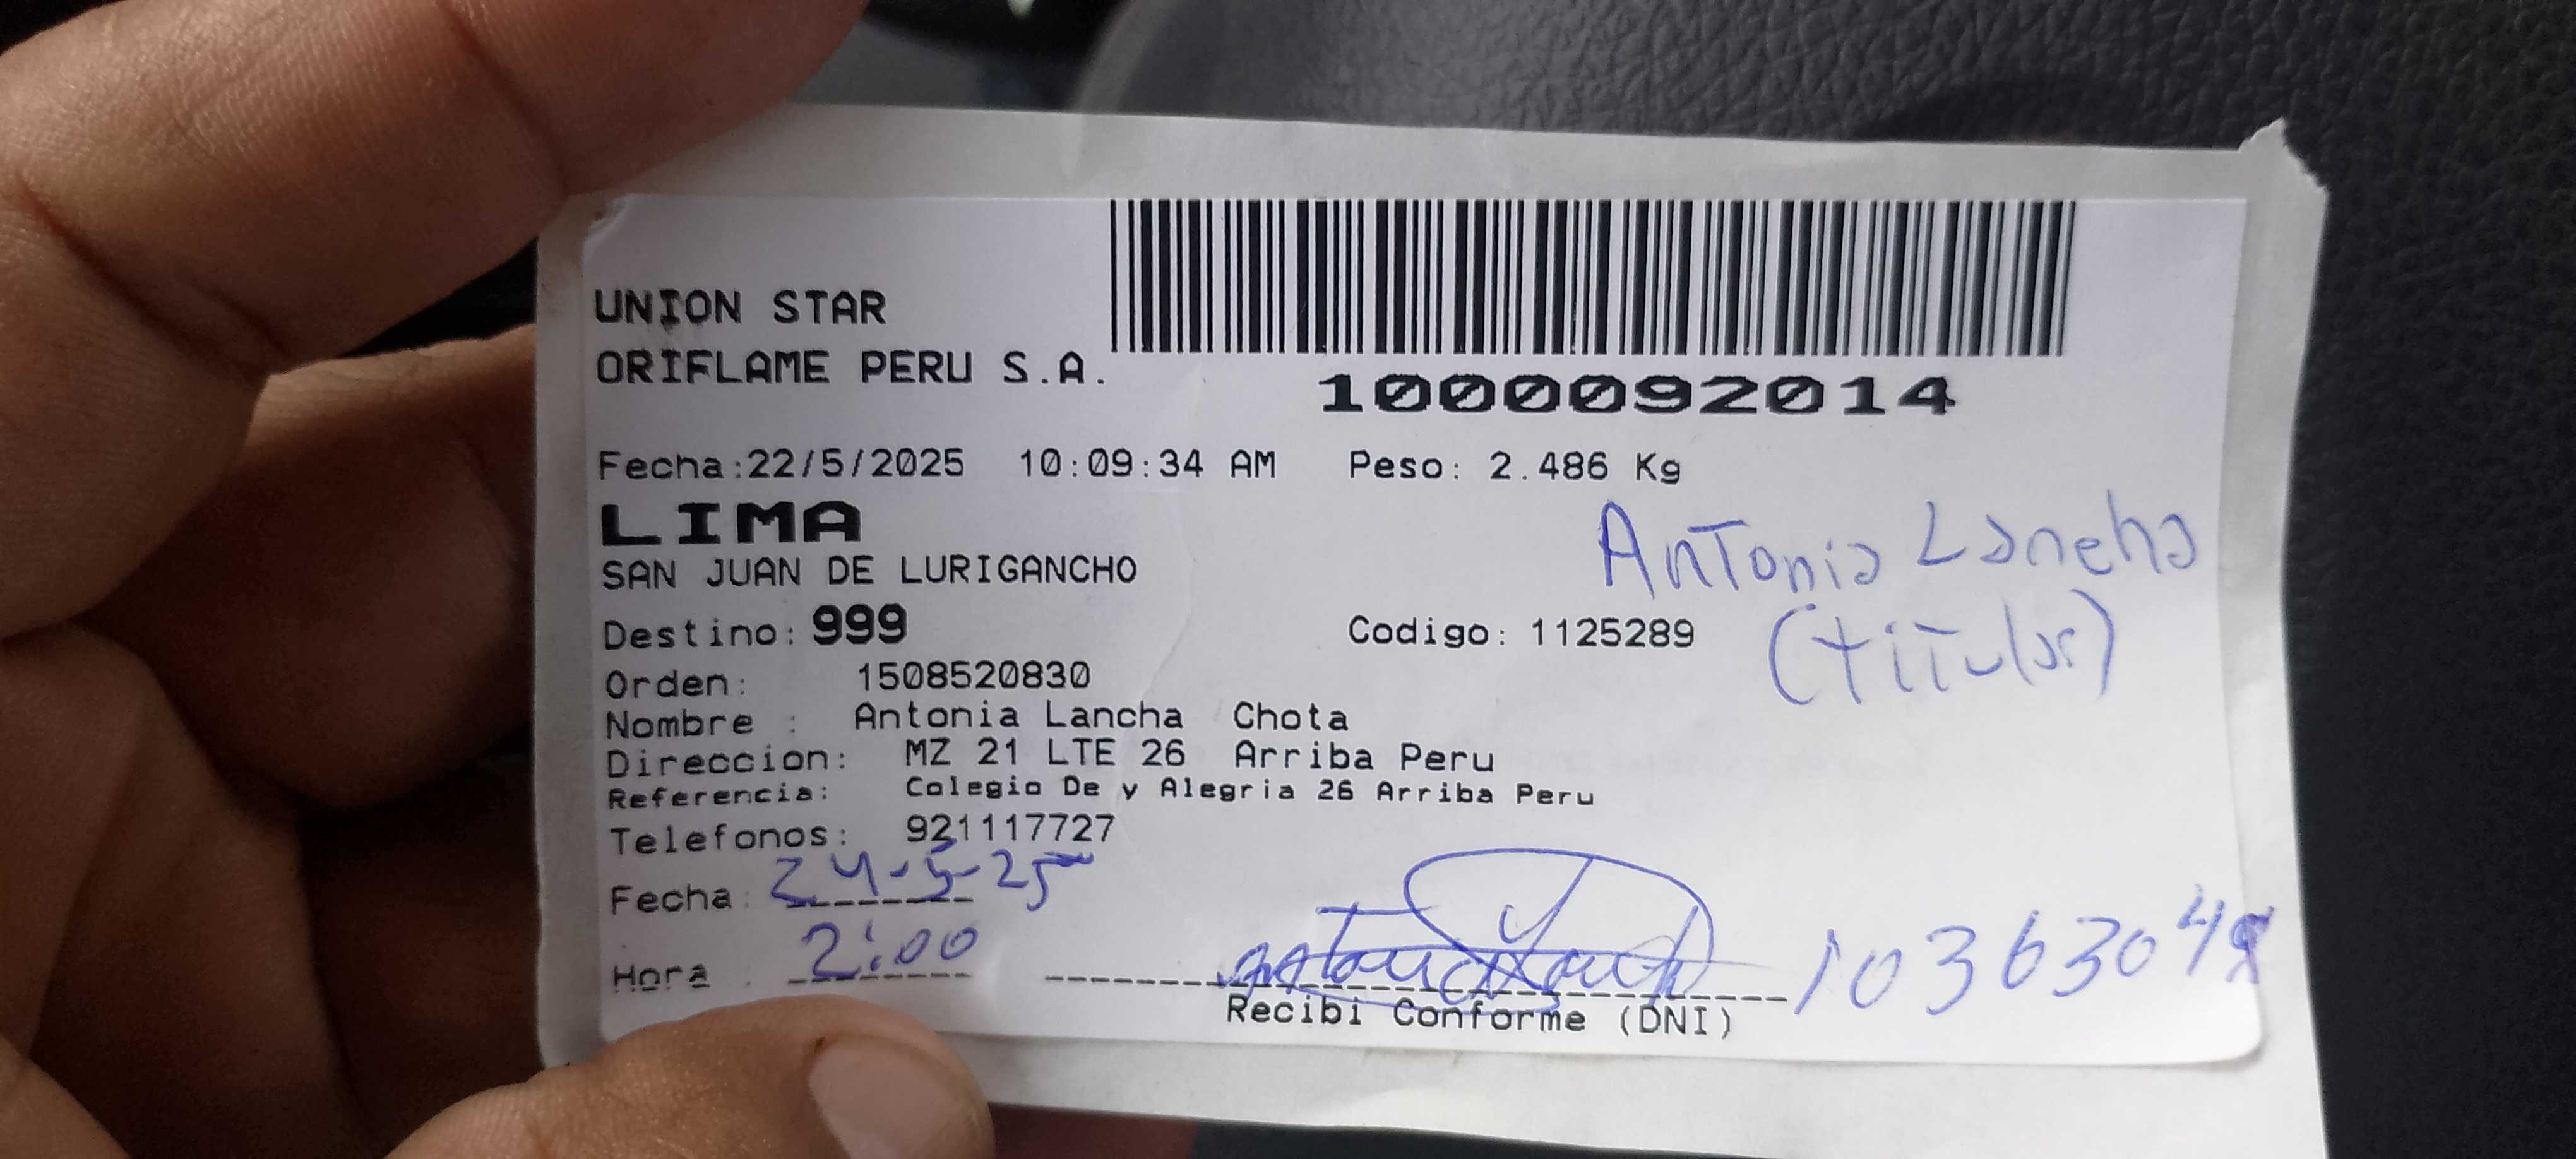 UNION STAR
ORIFLAME PERU S.A.
1000092014
Fecha:22/5/2025 10:09:34 AM Peso: 2.486 Kg
LIMA
Antonia Lancha
SAN JUAN DE LURIGANCHO
Destino: 999 Codigo: 1125289
(titular)
Orden: 1508520830
Nombre : Antonia Lancha Chota
Direccion: MZ 21 LTE 26 Arriba Peru
Referencia: Colegio De y Alegria 26 Arriba Peru
Telefonos: 921117727
Fecha: 24-5-25
Hora : 2:00
Recibi Conforme (DNI)